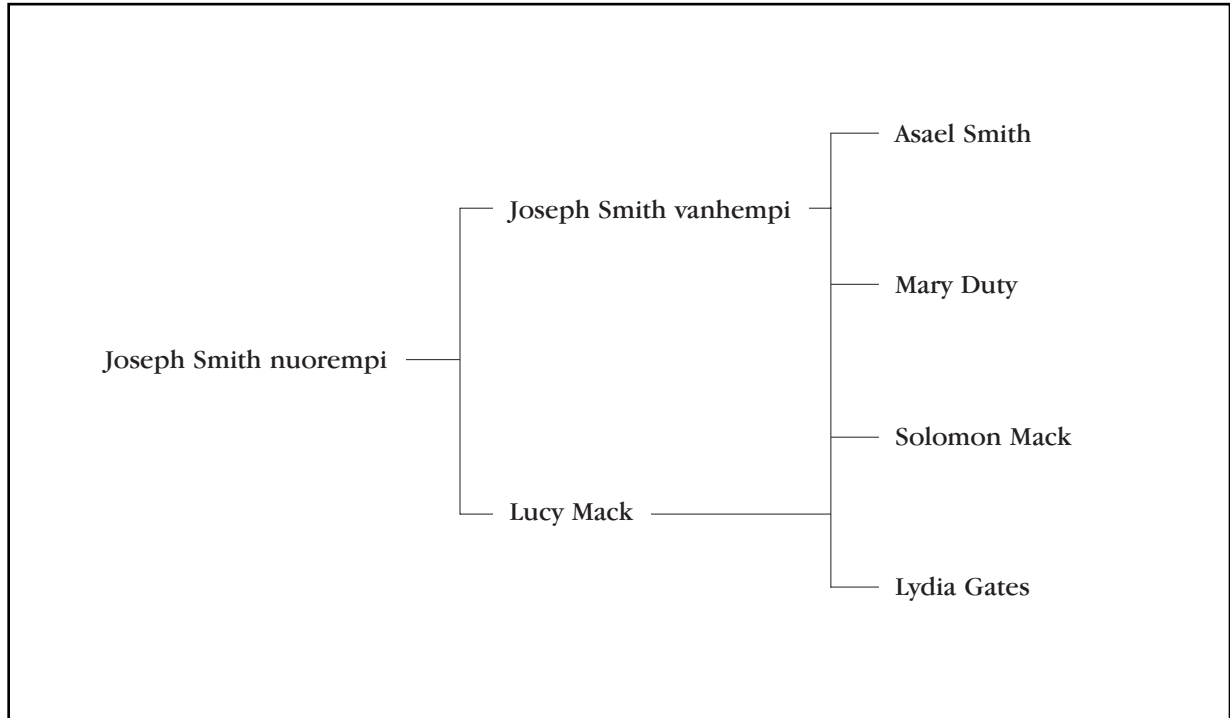 Asael Smith
Joseph Smith vanhempi
Mary Duty
Joseph Smith nuorempi
Solomon Mack
Lucy Mack
Lydia Gates